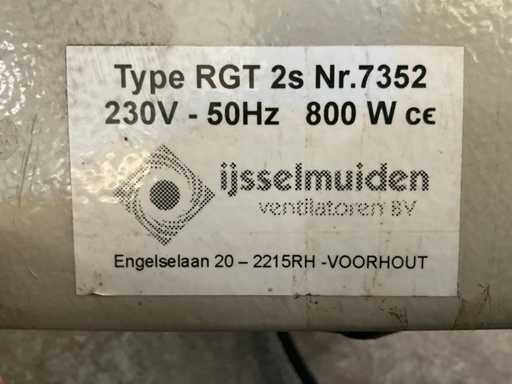 Type RGT 2s Nr.7352
230V - 50Hz 800 W CE
ijsselmuiden
ventilatoren BV
Engelselaan 20 – 2215RH -VOORHOUT